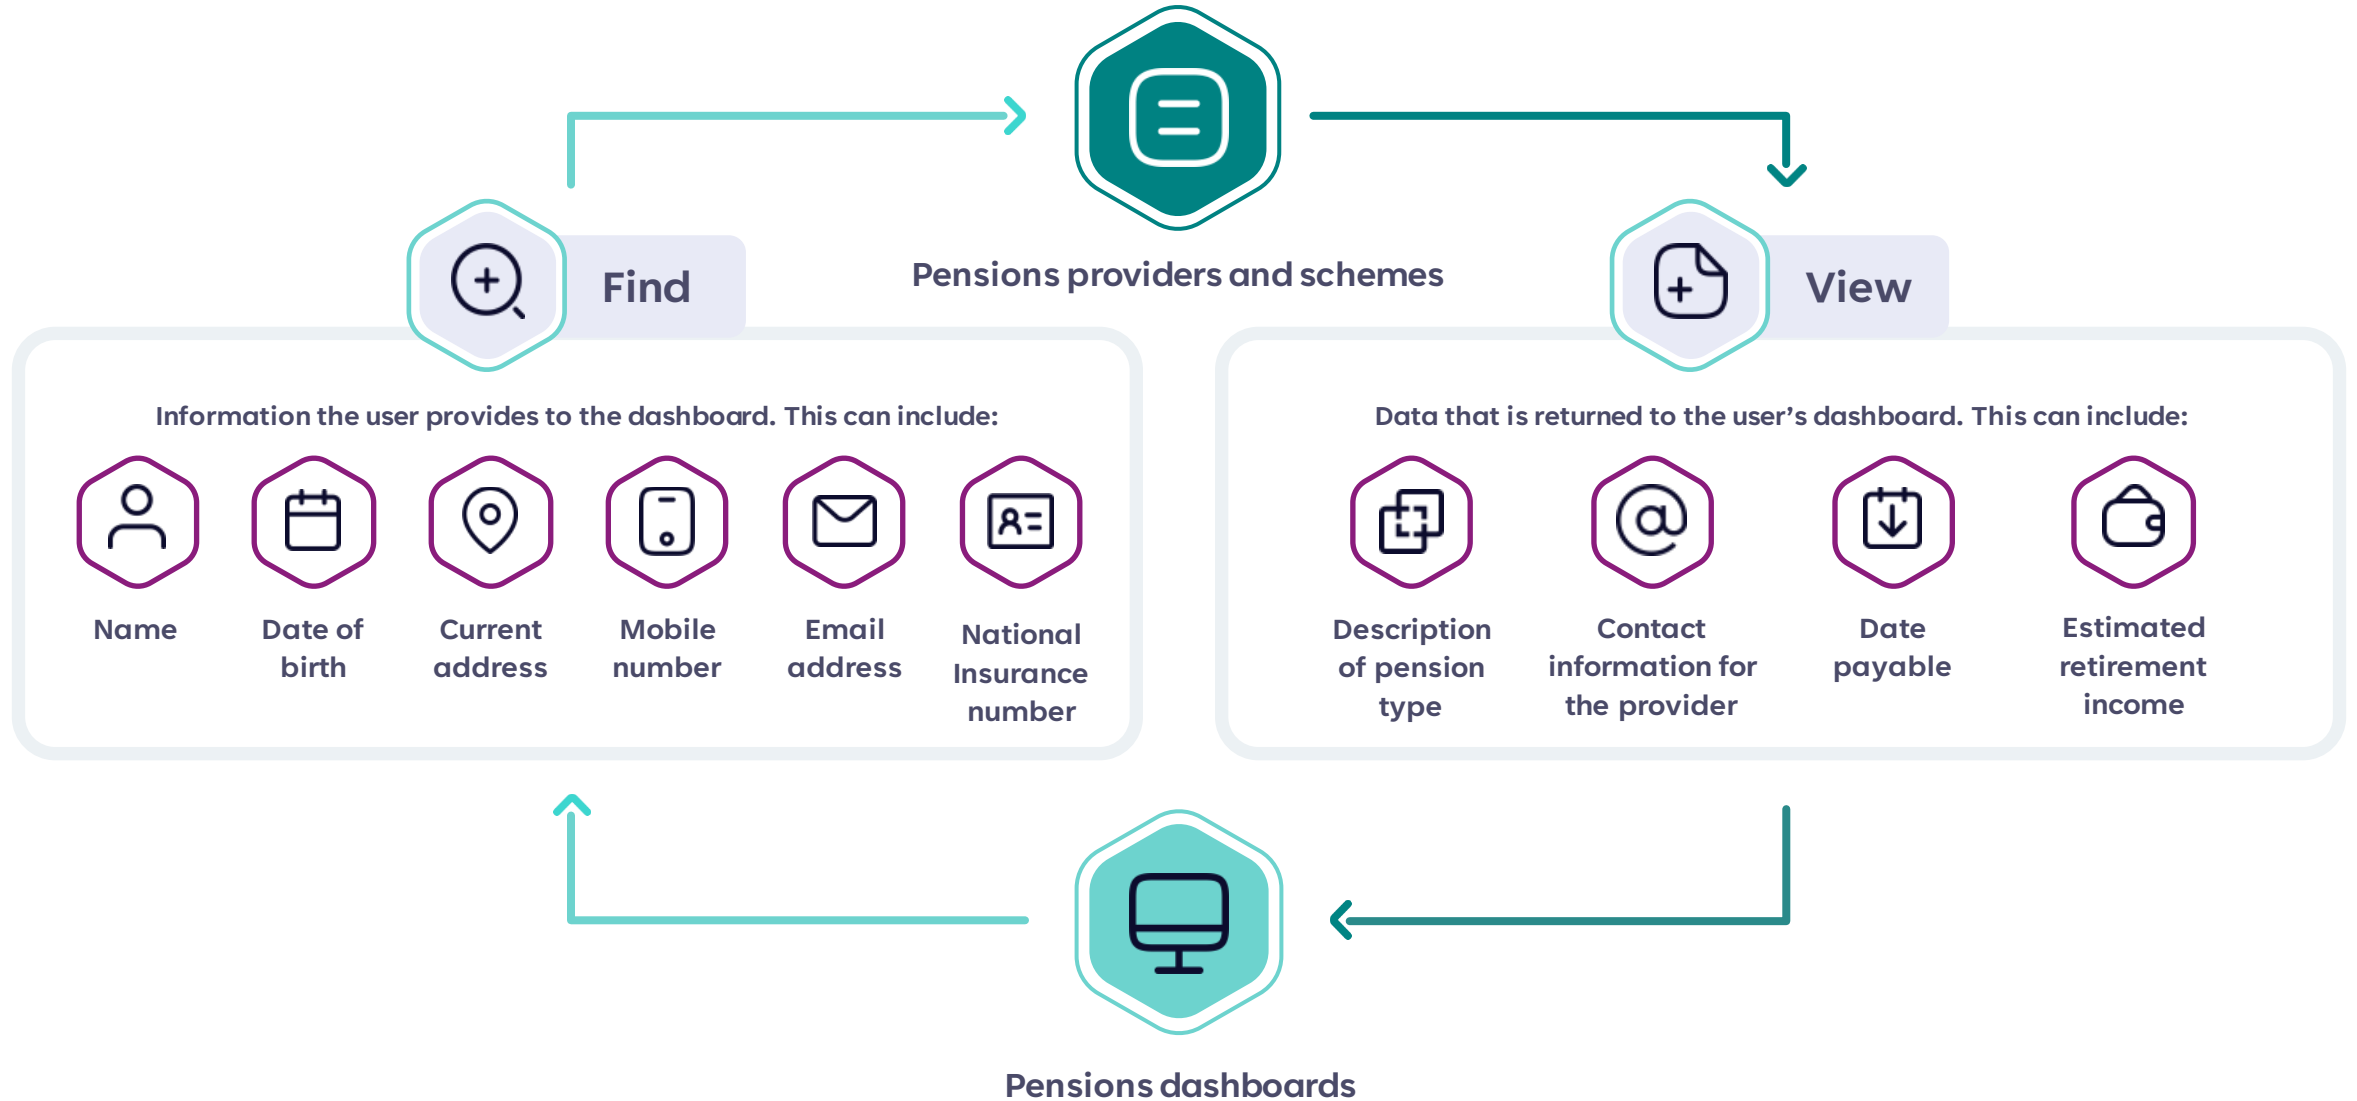 Pensions providers and schemes
Find
Information the user provides to the dashboard. This can include:
Name
Date of
birth
Current
address
Mobile
number
Email
address
National
Insurance
number
View
Data that is returned to the user’s dashboard. This can include:
Description
of pension
type
Contact
information for
the provider
Date
payable
Estimated
retirement
income
Pensions dashboards